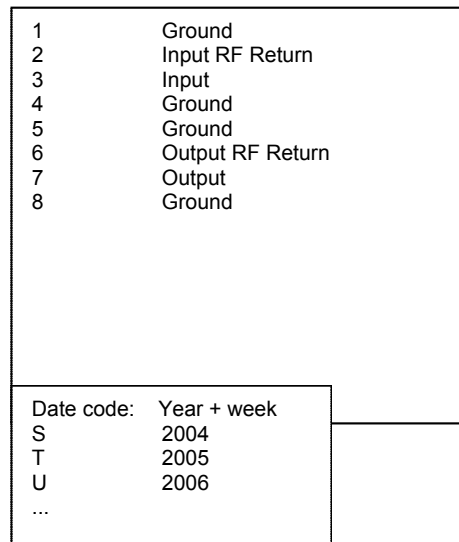 1 Ground
2 Input RF Return
3 Input
4 Ground
5 Ground
6 Output RF Return
7 Output
8 Ground
Date code: Year + week
S 2004
T 2005
U 2006
...